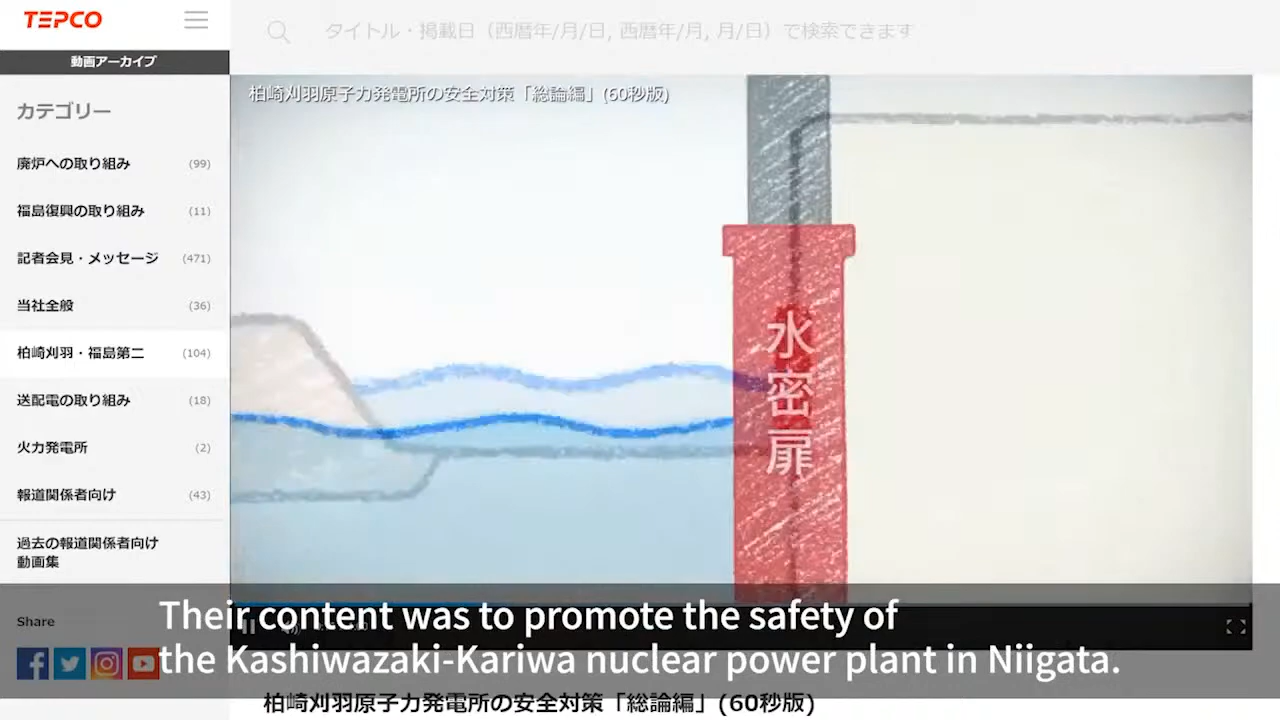 TEPCO
タイトル・掲載日（西暦年/月/日, 西暦年/月, 月/日）で検索できます
動画アーカイブ
カテゴリー
廃炉への取り組み (99)
福島復興の取り組み (11)
記者会見・メッセージ (471)
当社全般 (36)
柏崎刈羽・福島第二 (104)
送配電の取り組み (18)
火力発電所 (2)
報道関係者向け (43)
過去の報道関係者向け
動画集
Share
柏崎刈羽原子力発電所の安全対策「総論編」(60秒版)
水密扉
Their content was to promote the safety of
the Kashiwazaki-Kariwa nuclear power plant in Niigata.
柏崎刈羽原子力発電所の安全対策「総論編」(60秒版)